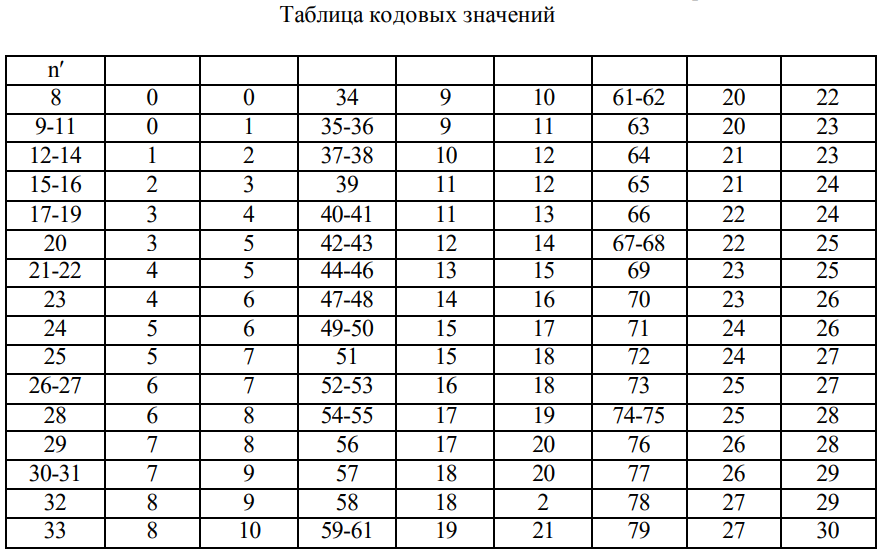 Таблица кодовых значений
n′
8 0 0 34 9 10 61-62 20 22
9-11 0 1 35-36 9 11 63 20 23
12-14 1 2 37-38 10 12 64 21 23
15-16 2 3 39 11 12 65 21 24
17-19 3 4 40-41 11 13 66 22 24
20 3 5 42-43 12 14 67-68 22 25
21-22 4 5 44-46 13 15 69 23 25
23 4 6 47-48 14 16 70 23 26
24 5 6 49-50 15 17 71 24 26
25 5 7 51 15 18 72 24 27
26-27 6 7 52-53 16 18 73 25 27
28 6 8 54-55 17 19 74-75 25 28
29 7 8 56 17 20 76 26 28
30-31 7 9 57 18 20 77 26 29
32 8 9 58 18 2 78 27 29
33 8 10 59-61 19 21 79 27 30